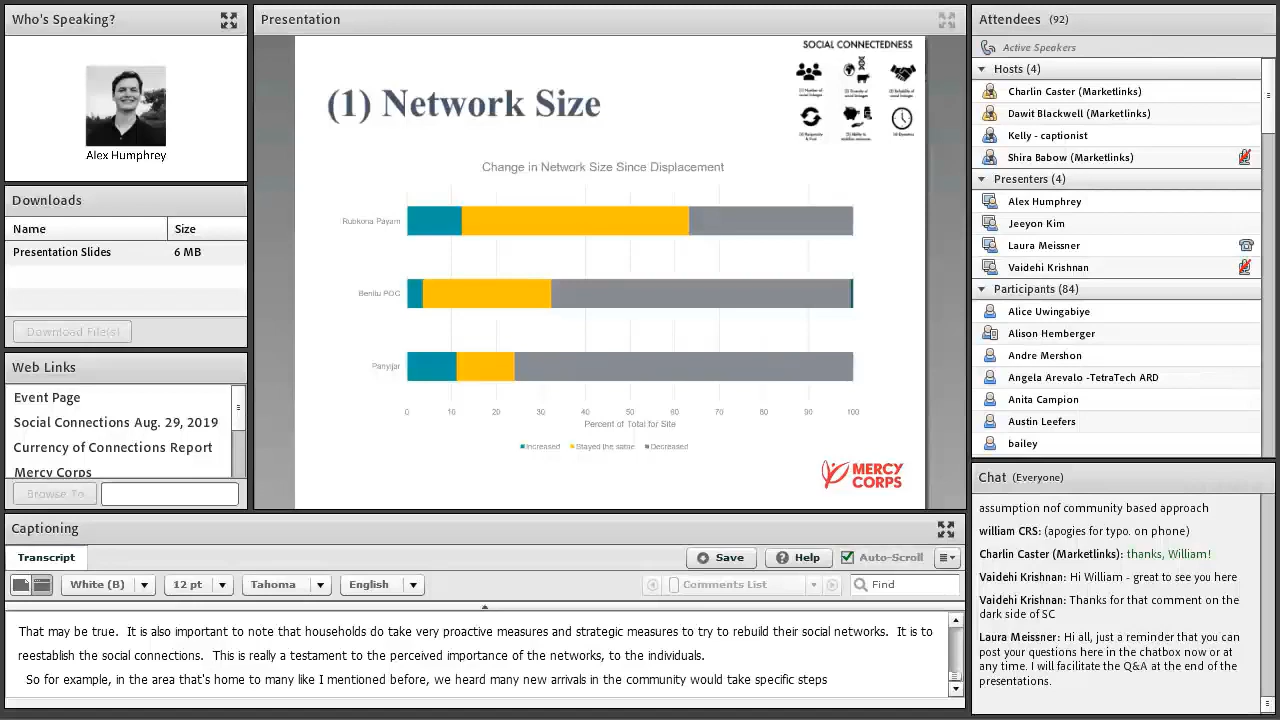 Who's Speaking?
Alex Humphrey
Downloads
Name Size
Presentation Slides 6 MB
Download File(s)
Web Links
Event Page
Social Connections Aug. 29, 2019
Currency of Connections Report
Mercy Corps
Browse To
Presentation
SOCIAL CONNECTEDNESS
(1) Network Size
Change in Network Size Since Displacement
Rubkona Payam
Bentiu POC
Panyijar
0 10 20 30 40 50 60 70 80 90 100
Percent of Total for Site
Increased Stayed the same Decreased
MERCY
CORPS
Attendees (92)
Active Speakers
Hosts (4)
Charlin Caster (Marketlinks)
Dawit Blackwell (Marketlinks)
Kelly - captionist
Shira Babow (Marketlinks)
Presenters (4)
Alex Humphrey
Jeeyon Kim
Laura Meissner
Vaidehi Krishnan
Participants (84)
Alice Uwingabiye
Alison Hemberger
Andre Mershon
Angela Arevalo -TetraTech ARD
Anita Campion
Austin Leefers
bailey
Chat (Everyone)
assumption nof community based approach
william CRS: (apogies for typo. on phone)
Charlin Caster (Marketlinks): thanks, William!
Vaidehi Krishnan: Hi William - great to see you here
Vaidehi Krishnan: Thanks for that comment on the
dark side of SC
Laura Meissner: Hi all, just a reminder that you can
post your questions here in the chatbox now or at
any time. I will facilitate the Q&A at the end of the
presentations.
Captioning
Transcript Save Help Auto-Scroll
White (B) 12 pt Tahoma English Comments List Find
That may be true. It is also important to note that households do take very proactive measures and strategic measures to try to rebuild their social networks. It is to
reestablish the social connections. This is really a testament to the perceived importance of the networks, to the individuals.
So for example, in the area that's home to many like I mentioned before, we heard many new arrivals in the community would take specific steps